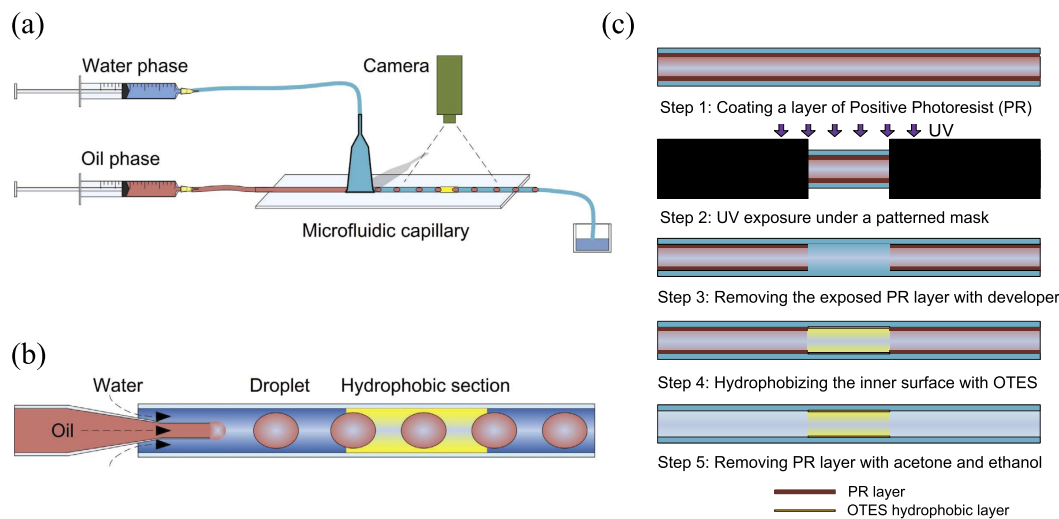 (a)
Water phase
Camera
Oil phase
Microfluidic capillary
(b)
Water
Droplet
Hydrophobic section
Oil
(c)
Step 1: Coating a layer of Positive Photoresist (PR)
UV
Step 2: UV exposure under a patterned mask
Step 3: Removing the exposed PR layer with developer
Step 4: Hydrophobizing the inner surface with OTES
Step 5: Removing PR layer with acetone and ethanol
PR layer
OTES hydrophobic layer